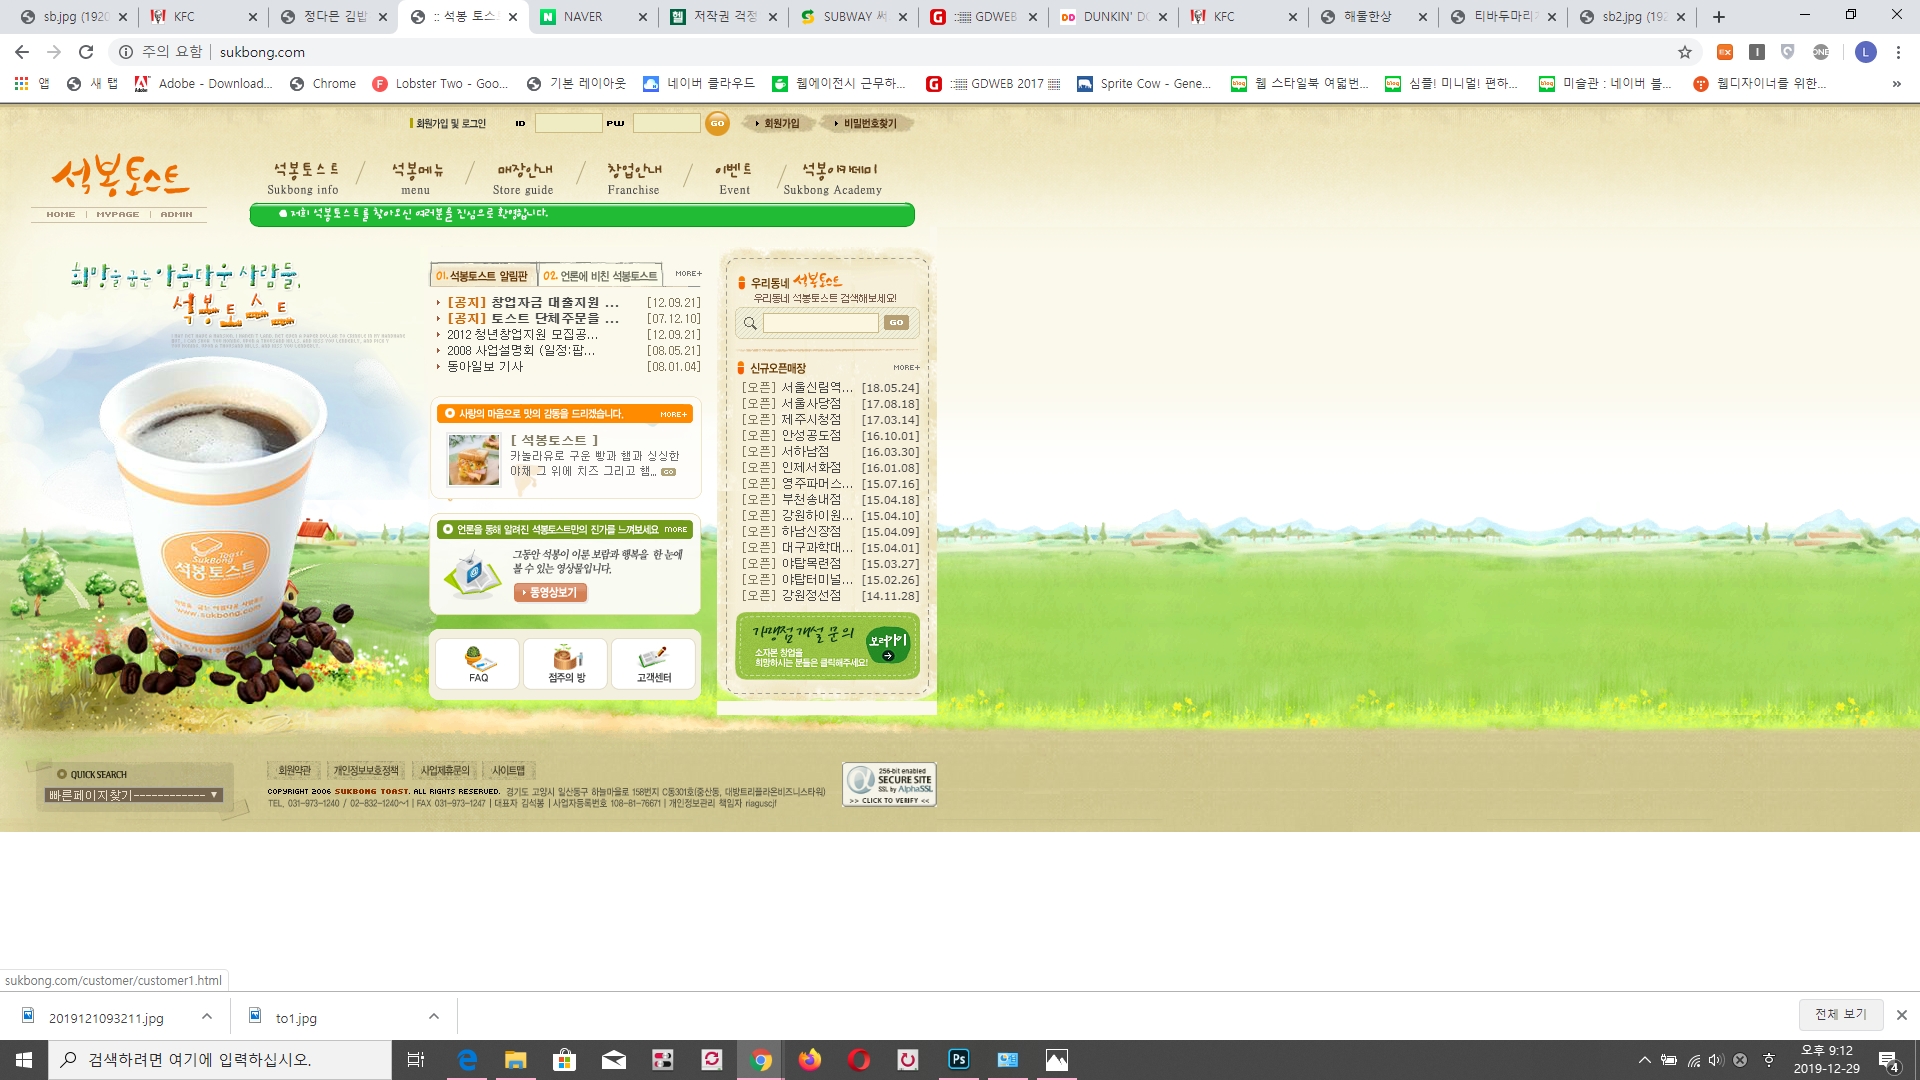 sb.jpg (1920
KFC
정다믄 김밥
:: 석봉 토스
NAVER
저작권 걱정
SUBWAY 써
GDWEB
DUNKIN' DO
KFC
해물한상
티바두마리
sb2.jpg (192
주의 요함
sukbong.com
앱
새 탭
Adobe - Download...
Chrome
Lobster Two - Goo...
기본 레이아웃
네이버 클라우드
웹에이전시 근무하...
GDWEB 2017
Sprite Cow - Gene...
웹 스타일북 여덟번...
심플! 미니멀! 편하...
미술관 : 네이버 블...
웹디자이너를 위한...
»
회원가입 및 로그인 ID PW GO 회원가입 비밀번호찾기
석봉토스트
석봉토스트 석봉메뉴 매장안내 창업안내 이벤트 석봉아카데미
Sukbong info menu Store guide Franchise Event Sukbong Academy
HOME | MYPAGE | ADMIN
저희 석봉토스트를 찾아오신 여러분을 진심으로 환영합니다.
희망을 굽는 아름다운 사람들,
석봉토스트
Toast
SukBong
석봉토스트
www.sukbong.com
01. 석봉토스트 알림판 02. 언론에 비친 석봉토스트 MORE+
[공지] 창업자금 대출지원 ... [12.09.21]
[공지] 토스트 단체주문을 ... [07.12.10]
2012 청년창업지원 모집공... [12.09.21]
2008 사업설명회 (일정:팝... [08.05.21]
동아일보 기사 [08.01.04]
사랑의 마음으로 맛의 감동을 드리겠습니다. MORE+
[ 석봉토스트 ]
카놀라유로 구운 빵과 햄과 싱싱한
야채 그 위에 치즈 그리고 햄... GO
언론을 통해 알려진 석봉토스트만의 진가를 느껴보세요 MORE
그동안 석봉이 이룬 보람과 행복을 한 눈에
볼 수 있는 영상물입니다.
동영상보기
FAQ
점주의 방
고객센터
우리동네 석봉토스트
우리동네 석봉토스트 검색해보세요!
GO
신규오픈매장 MORE+
[오픈] 서울신림역... [18.05.24]
[오픈] 서울사당점 [17.08.18]
[오픈] 제주시청점 [17.03.14]
[오픈] 안성공도점 [16.10.01]
[오픈] 서하남점 [16.03.30]
[오픈] 인제서화점 [16.01.08]
[오픈] 영주파머스... [15.07.16]
[오픈] 부천송내점 [15.04.18]
[오픈] 강원하이원... [15.04.10]
[오픈] 하남신장점 [15.04.09]
[오픈] 대구과학대... [15.04.01]
[오픈] 야탑목련점 [15.03.27]
[오픈] 야탑터미널... [15.02.26]
[오픈] 강원정선점 [14.11.28]
가맹점 개설 문의 보러가기
소자본 창업을
희망하시는 분들은 클릭해주세요!
QUICK SEARCH
빠른페이지찾기------------
회원약관 개인정보보호정책 사업제휴문의 사이트맵
COPYRIGHT 2006 SUKBONG TOAST. ALL RIGHTS RESERVED. 경기도 고양시 일산동구 하늘마을로 158번지 C동301호(중산동, 대방트리플라온비즈니스타워)
TEL, 031-973-1240 / 02-832-1240~1 | FAX 031-973-1247 | 대표자 김석봉 | 사업자등록번호 108-81-76671 | 개인정보관리 책임자 riaguscjf
256-bit enabled
SECURE SITE
SSL by AlphaSSL
>> CLICK TO VERIFY <<
sukbong.com/customer/customer1.html
2019121093211.jpg
to1.jpg
전체 보기
검색하려면 여기에 입력하십시오.
오후 9:12
2019-12-29
4